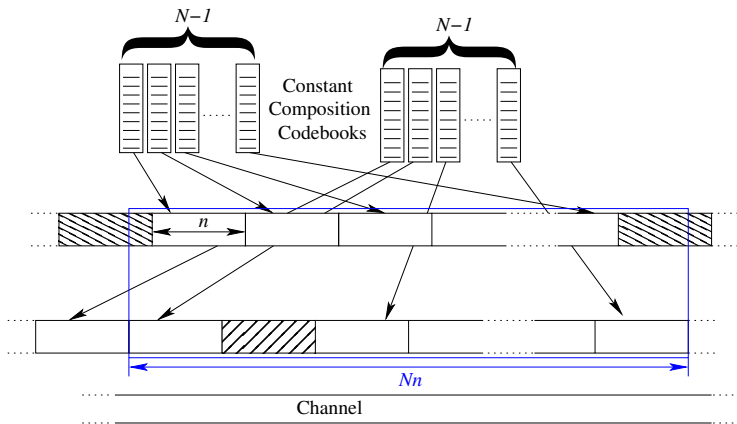 N−1
N−1
Constant
Composition
Codebooks
n
Nn
Channel